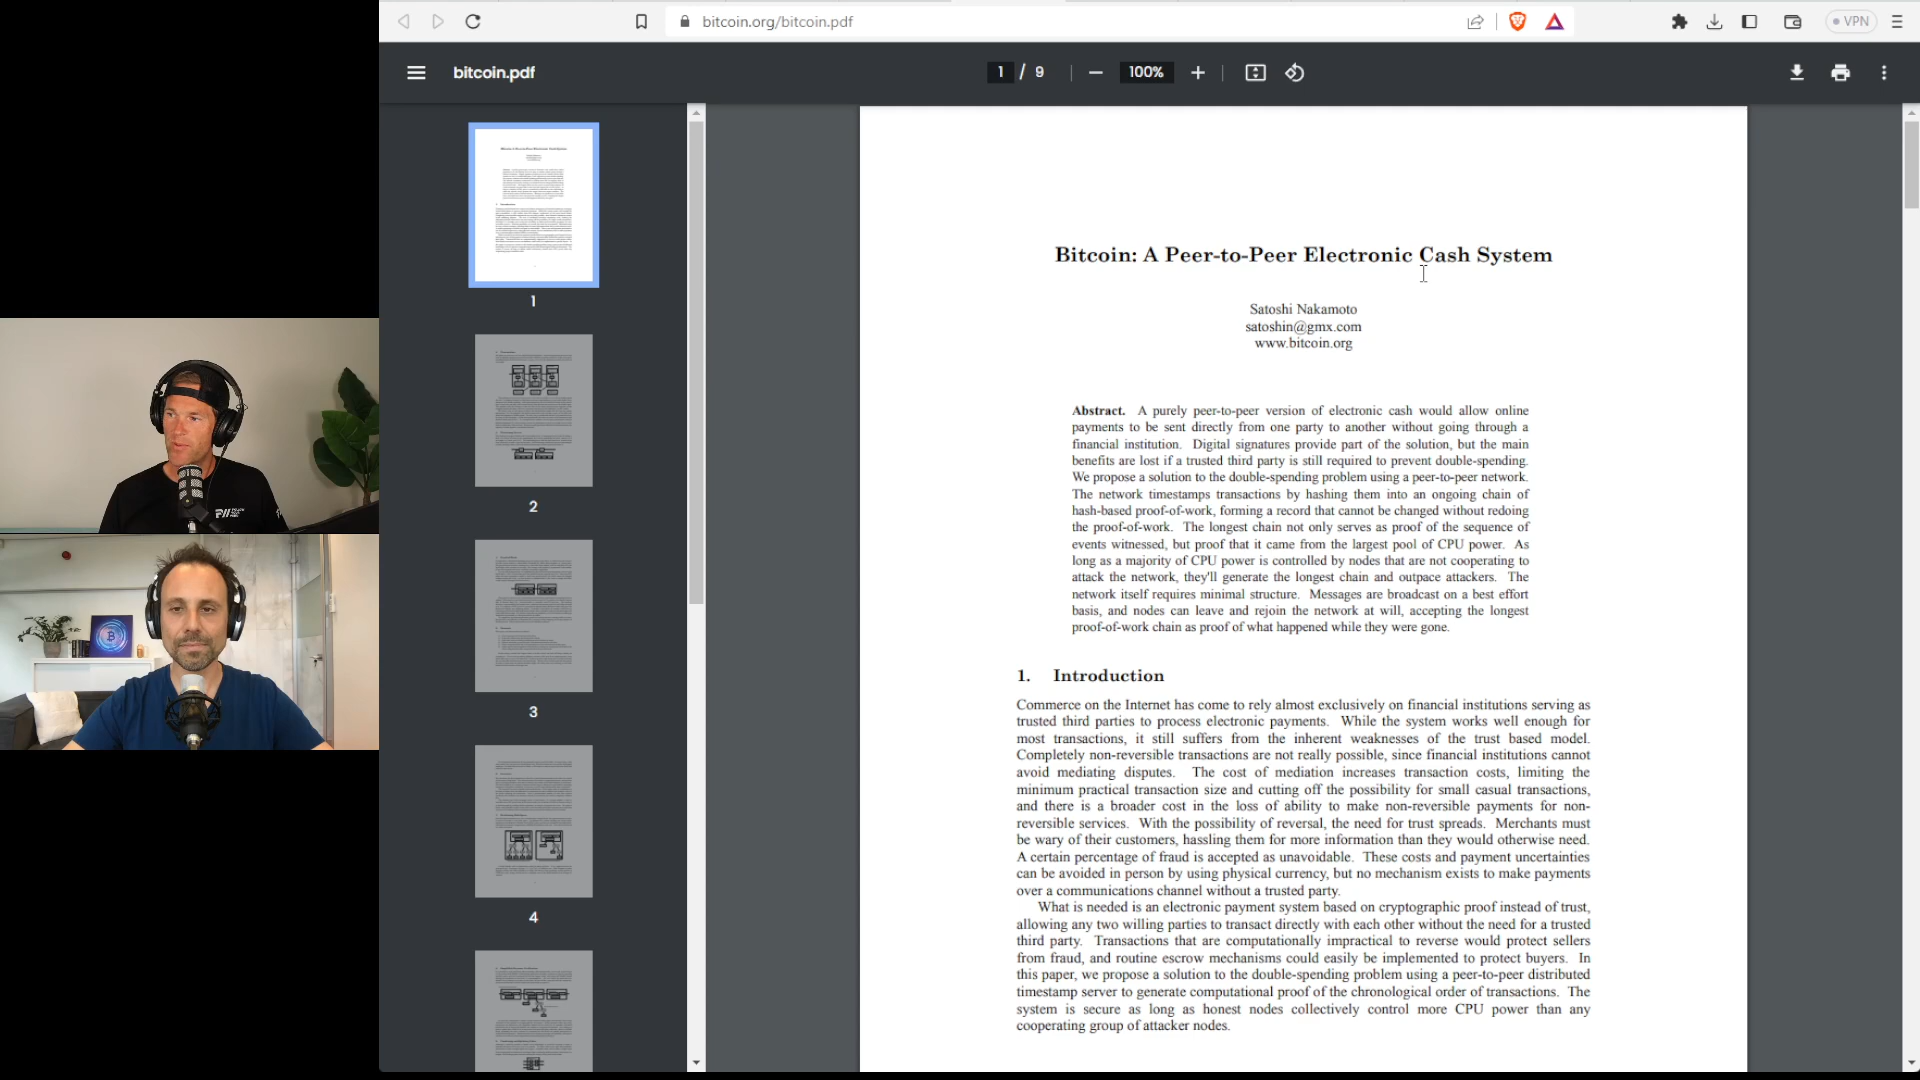 bitcoin.org/bitcoin.pdf
VPN
bitcoin.pdf
1 / 9
100%
1
2
3
4
Bitcoin: A Peer-to-Peer Electronic Cash System
Satoshi Nakamoto
satoshin@gmx.com
www.bitcoin.org
Abstract. A purely peer-to-peer version of electronic cash would allow online
payments to be sent directly from one party to another without going through a
financial institution. Digital signatures provide part of the solution, but the main
benefits are lost if a trusted third party is still required to prevent double-spending.
We propose a solution to the double-spending problem using a peer-to-peer network.
The network timestamps transactions by hashing them into an ongoing chain of
hash-based proof-of-work, forming a record that cannot be changed without redoing
the proof-of-work. The longest chain not only serves as proof of the sequence of
events witnessed, but proof that it came from the largest pool of CPU power. As
long as a majority of CPU power is controlled by nodes that are not cooperating to
attack the network, they'll generate the longest chain and outpace attackers. The
network itself requires minimal structure. Messages are broadcast on a best effort
basis, and nodes can leave and rejoin the network at will, accepting the longest
proof-of-work chain as proof of what happened while they were gone.
1. Introduction
Commerce on the Internet has come to rely almost exclusively on financial institutions serving as
trusted third parties to process electronic payments. While the system works well enough for
most transactions, it still suffers from the inherent weaknesses of the trust based model.
Completely non-reversible transactions are not really possible, since financial institutions cannot
avoid mediating disputes. The cost of mediation increases transaction costs, limiting the
minimum practical transaction size and cutting off the possibility for small casual transactions,
and there is a broader cost in the loss of ability to make non-reversible payments for non-
reversible services. With the possibility of reversal, the need for trust spreads. Merchants must
be wary of their customers, hassling them for more information than they would otherwise need.
A certain percentage of fraud is accepted as unavoidable. These costs and payment uncertainties
can be avoided in person by using physical currency, but no mechanism exists to make payments
over a communications channel without a trusted party.
What is needed is an electronic payment system based on cryptographic proof instead of trust,
allowing any two willing parties to transact directly with each other without the need for a trusted
third party. Transactions that are computationally impractical to reverse would protect sellers
from fraud, and routine escrow mechanisms could easily be implemented to protect buyers. In
this paper, we propose a solution to the double-spending problem using a peer-to-peer distributed
timestamp server to generate computational proof of the chronological order of transactions. The
system is secure as long as honest nodes collectively control more CPU power than any
cooperating group of attacker nodes.